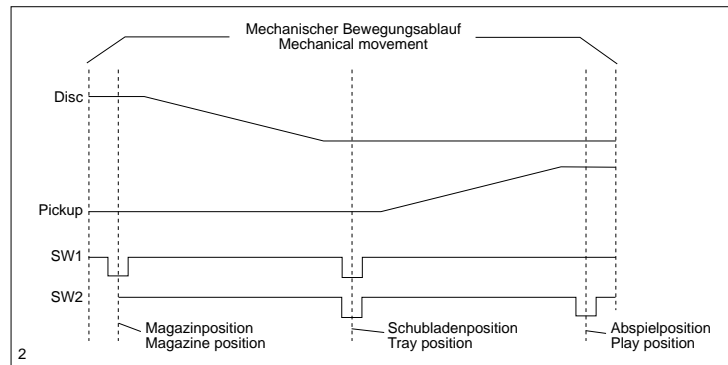 Mechanischer Bewegungsablauf
Mechanical movement
Disc
Pickup
SW1
SW2
Magazinposition
Magazine position
Schubladenposition
Tray position
Abspielposition
Play position
2